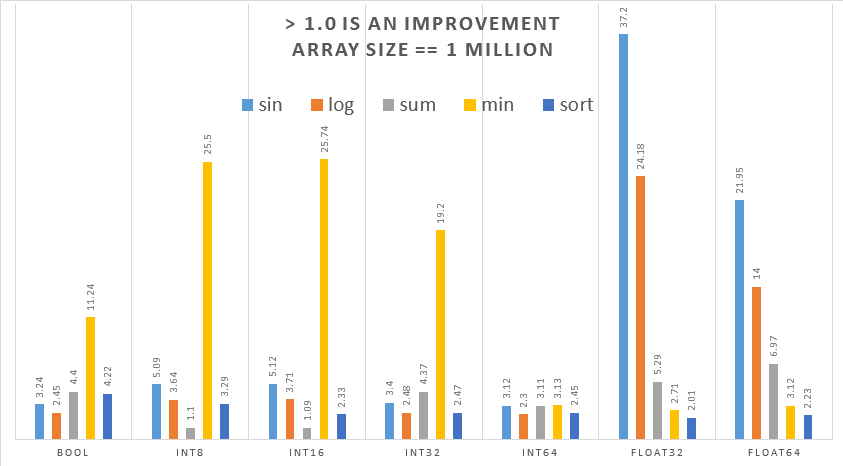 > 1.0 IS AN IMPROVEMENT
ARRAY SIZE == 1 MILLION
sin log sum min sort
3.24 2.45 4.4 11.24 4.22
5.09 3.64 1.1 25.5 3.29
5.12 3.71 1.09 25.74 2.33
3.4 2.48 4.37 19.2 2.47
3.12 2.3 3.11 3.13 2.45
37.2 24.18 5.29 2.71 2.01
21.95 14 6.97 3.12 2.23
BOOL INT8 INT16 INT32 INT64 FLOAT32 FLOAT64